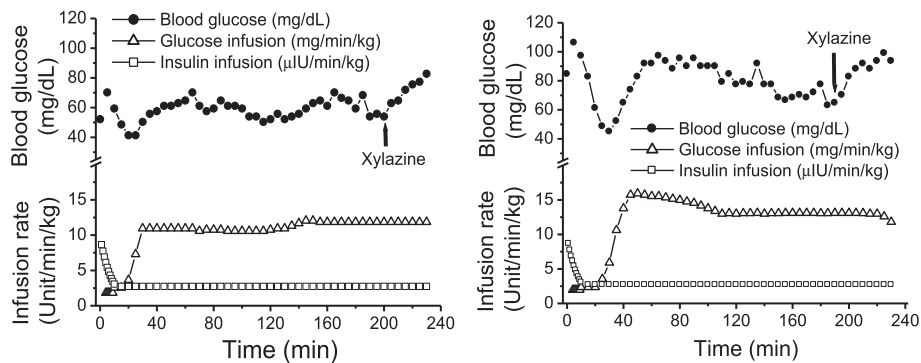 Blood glucose (mg/dL)
Glucose infusion (mg/min/kg)
Insulin infusion (µIU/min/kg)
Blood glucose
(mg/dL)
120
100
80
60
40
Xylazine
Infusion rate
(Unit/min/kg)
15
10
5
0
0 40 80 120 160 200 240
Time (min)
Xylazine
Blood glucose (mg/dL)
Glucose infusion (mg/min/kg)
Insulin infusion (µIU/min/kg)
Blood glucose
(mg/dL)
120
100
80
60
40
Infusion rate
(Unit/min/kg)
15
10
5
0
0 40 80 120 160 200 240
Time (min)